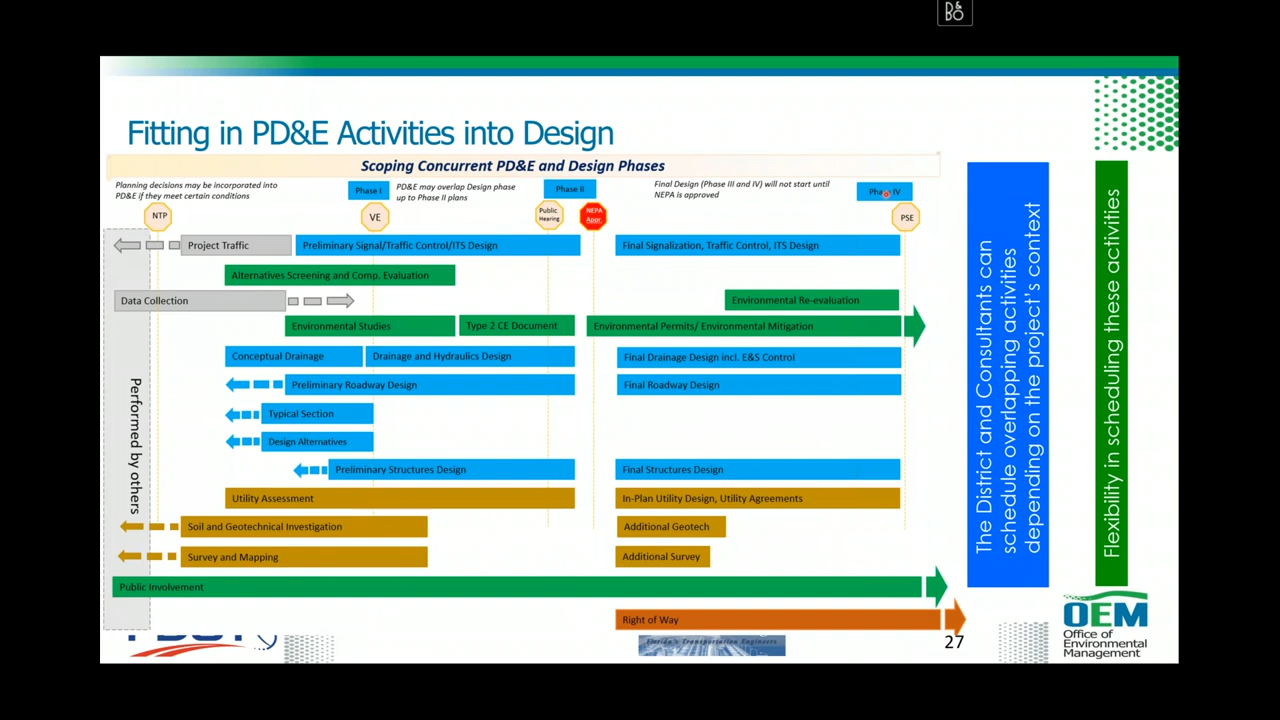 B&O
Fitting in PD&E Activities into Design
Scoping Concurrent PD&E and Design Phases
Planning decisions may be incorporated into
PD&E if they meet certain conditions
Phase I
PD&E may overlap Design phase
up to Phase II plans
Phase II
Final Design (Phase III and IV) will not start until
NEPA is approved
Phase IV
NTP
VE
Public
Hearing
NEPA
Appr.
PSE
Project Traffic
Preliminary Signal/Traffic Control/ITS Design
Final Signalization, Traffic Control, ITS Design
Alternatives Screening and Comp. Evaluation
Data Collection
Environmental Re-evaluation
Environmental Studies
Type 2 CE Document
Environmental Permits/ Environmental Mitigation
Conceptual Drainage
Drainage and Hydraulics Design
Final Drainage Design incl. E&S Control
Preliminary Roadway Design
Final Roadway Design
Typical Section
Design Alternatives
Preliminary Structures Design
Final Structures Design
Utility Assessment
In-Plan Utility Design, Utility Agreements
Soil and Geotechnical Investigation
Additional Geotech
Survey and Mapping
Additional Survey
Public Involvement
Right of Way
Performed by others
The District and Consultants can
schedule overlapping activities
depending on the project's context
Flexibility in scheduling these activities
Florida's Transportation Engineers
27
OEM
Office of
Environmental
Management